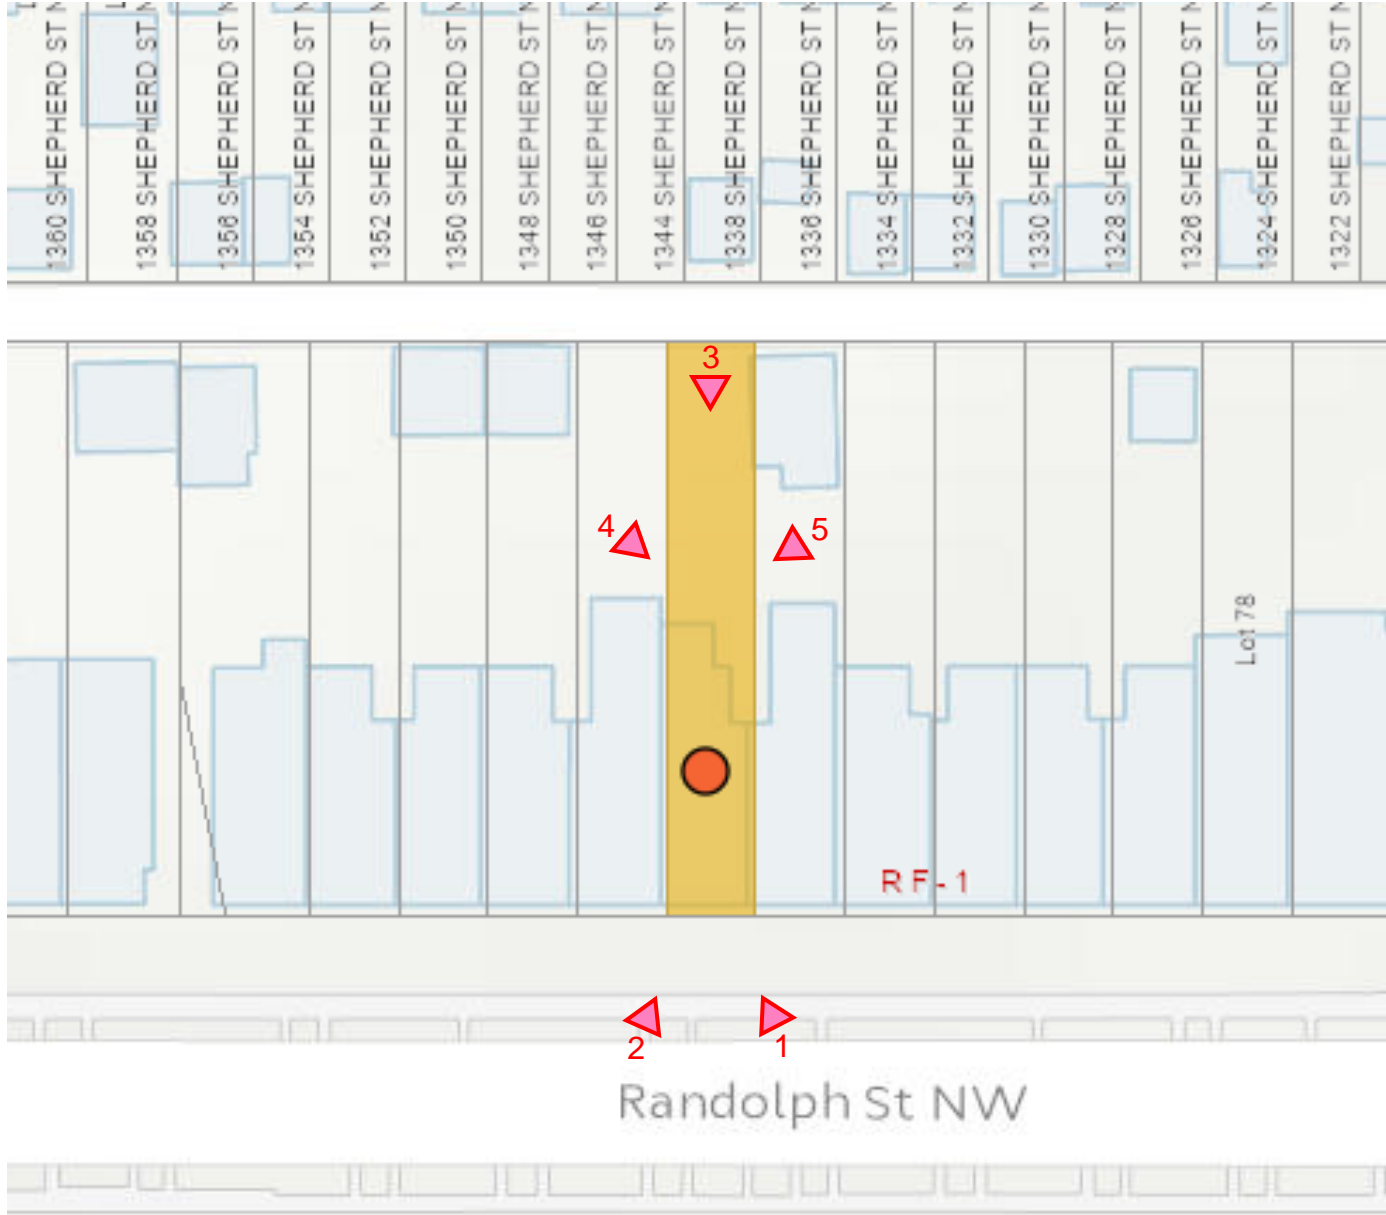 1360 SHEPHERD ST N
1358 SHEPHERD ST N
1356 SHEPHERD ST N
1354 SHEPHERD ST N
1352 SHEPHERD ST N
1350 SHEPHERD ST N
1348 SHEPHERD ST N
1346 SHEPHERD ST N
1344 SHEPHERD ST N
1338 SHEPHERD ST N
1336 SHEPHERD ST N
1334 SHEPHERD ST N
1332 SHEPHERD ST N
1330 SHEPHERD ST N
1328 SHEPHERD ST N
1326 SHEPHERD ST N
1324 SHEPHERD ST N
1322 SHEPHERD ST N
3
4
5
Lot 78
RF-1
2
1
Randolph St NW